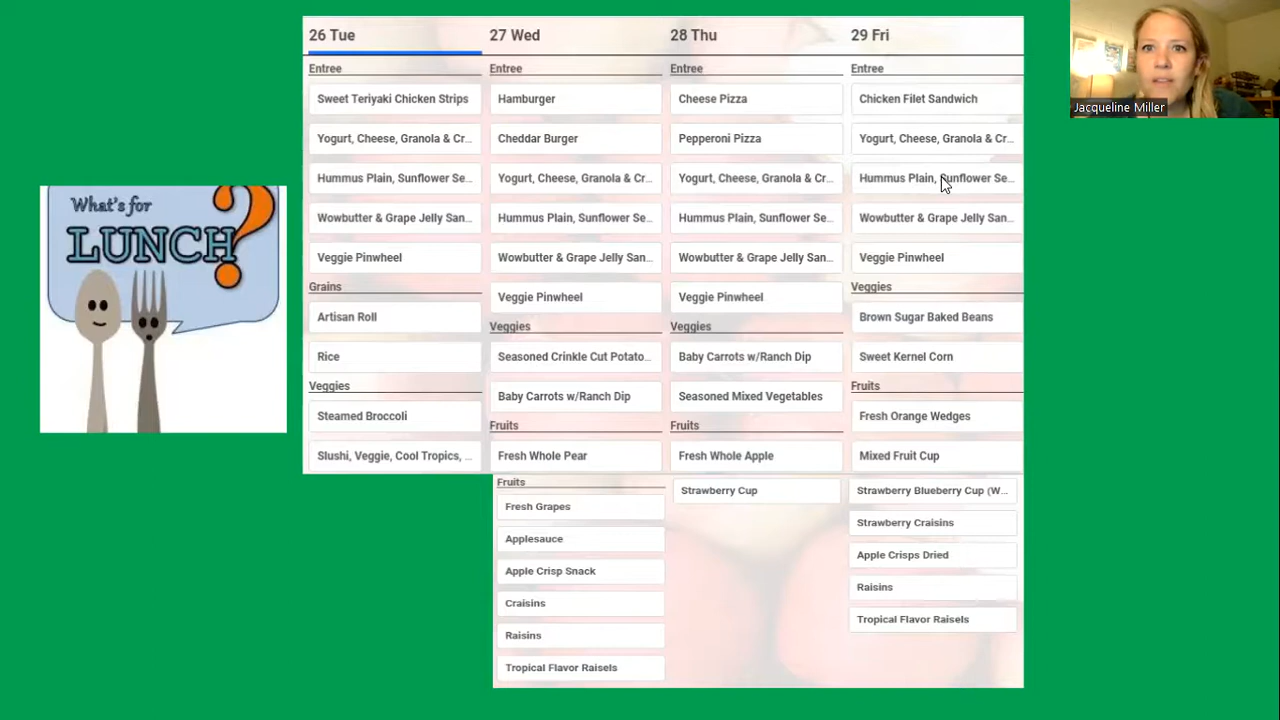 What's for
LUNCH?
26 Tue
Entree
Sweet Teriyaki Chicken Strips
Yogurt, Cheese, Granola & Cr...
Hummus Plain, Sunflower Se...
Wowbutter & Grape Jelly San...
Veggie Pinwheel
Grains
Artisan Roll
Rice
Veggies
Steamed Broccoli
Slushi, Veggie, Cool Tropics, ...
27 Wed
Entree
Hamburger
Cheddar Burger
Yogurt, Cheese, Granola & Cr...
Hummus Plain, Sunflower Se...
Wowbutter & Grape Jelly San...
Veggie Pinwheel
Veggies
Seasoned Crinkle Cut Potato...
Baby Carrots w/Ranch Dip
Fruits
Fresh Whole Pear
Fruits
Fresh Grapes
Applesauce
Apple Crisp Snack
Craisins
Raisins
Tropical Flavor Raisels
28 Thu
Entree
Cheese Pizza
Pepperoni Pizza
Yogurt, Cheese, Granola & Cr...
Hummus Plain, Sunflower Se...
Wowbutter & Grape Jelly San...
Veggie Pinwheel
Veggies
Baby Carrots w/Ranch Dip
Seasoned Mixed Vegetables
Fruits
Fresh Whole Apple
Strawberry Cup
29 Fri
Entree
Chicken Filet Sandwich
Yogurt, Cheese, Granola & Cr...
Hummus Plain, Sunflower Se...
Wowbutter & Grape Jelly San...
Veggie Pinwheel
Veggies
Brown Sugar Baked Beans
Sweet Kernel Corn
Fruits
Fresh Orange Wedges
Mixed Fruit Cup
Strawberry Blueberry Cup (W...
Strawberry Craisins
Apple Crisps Dried
Raisins
Tropical Flavor Raisels
Jacqueline Miller